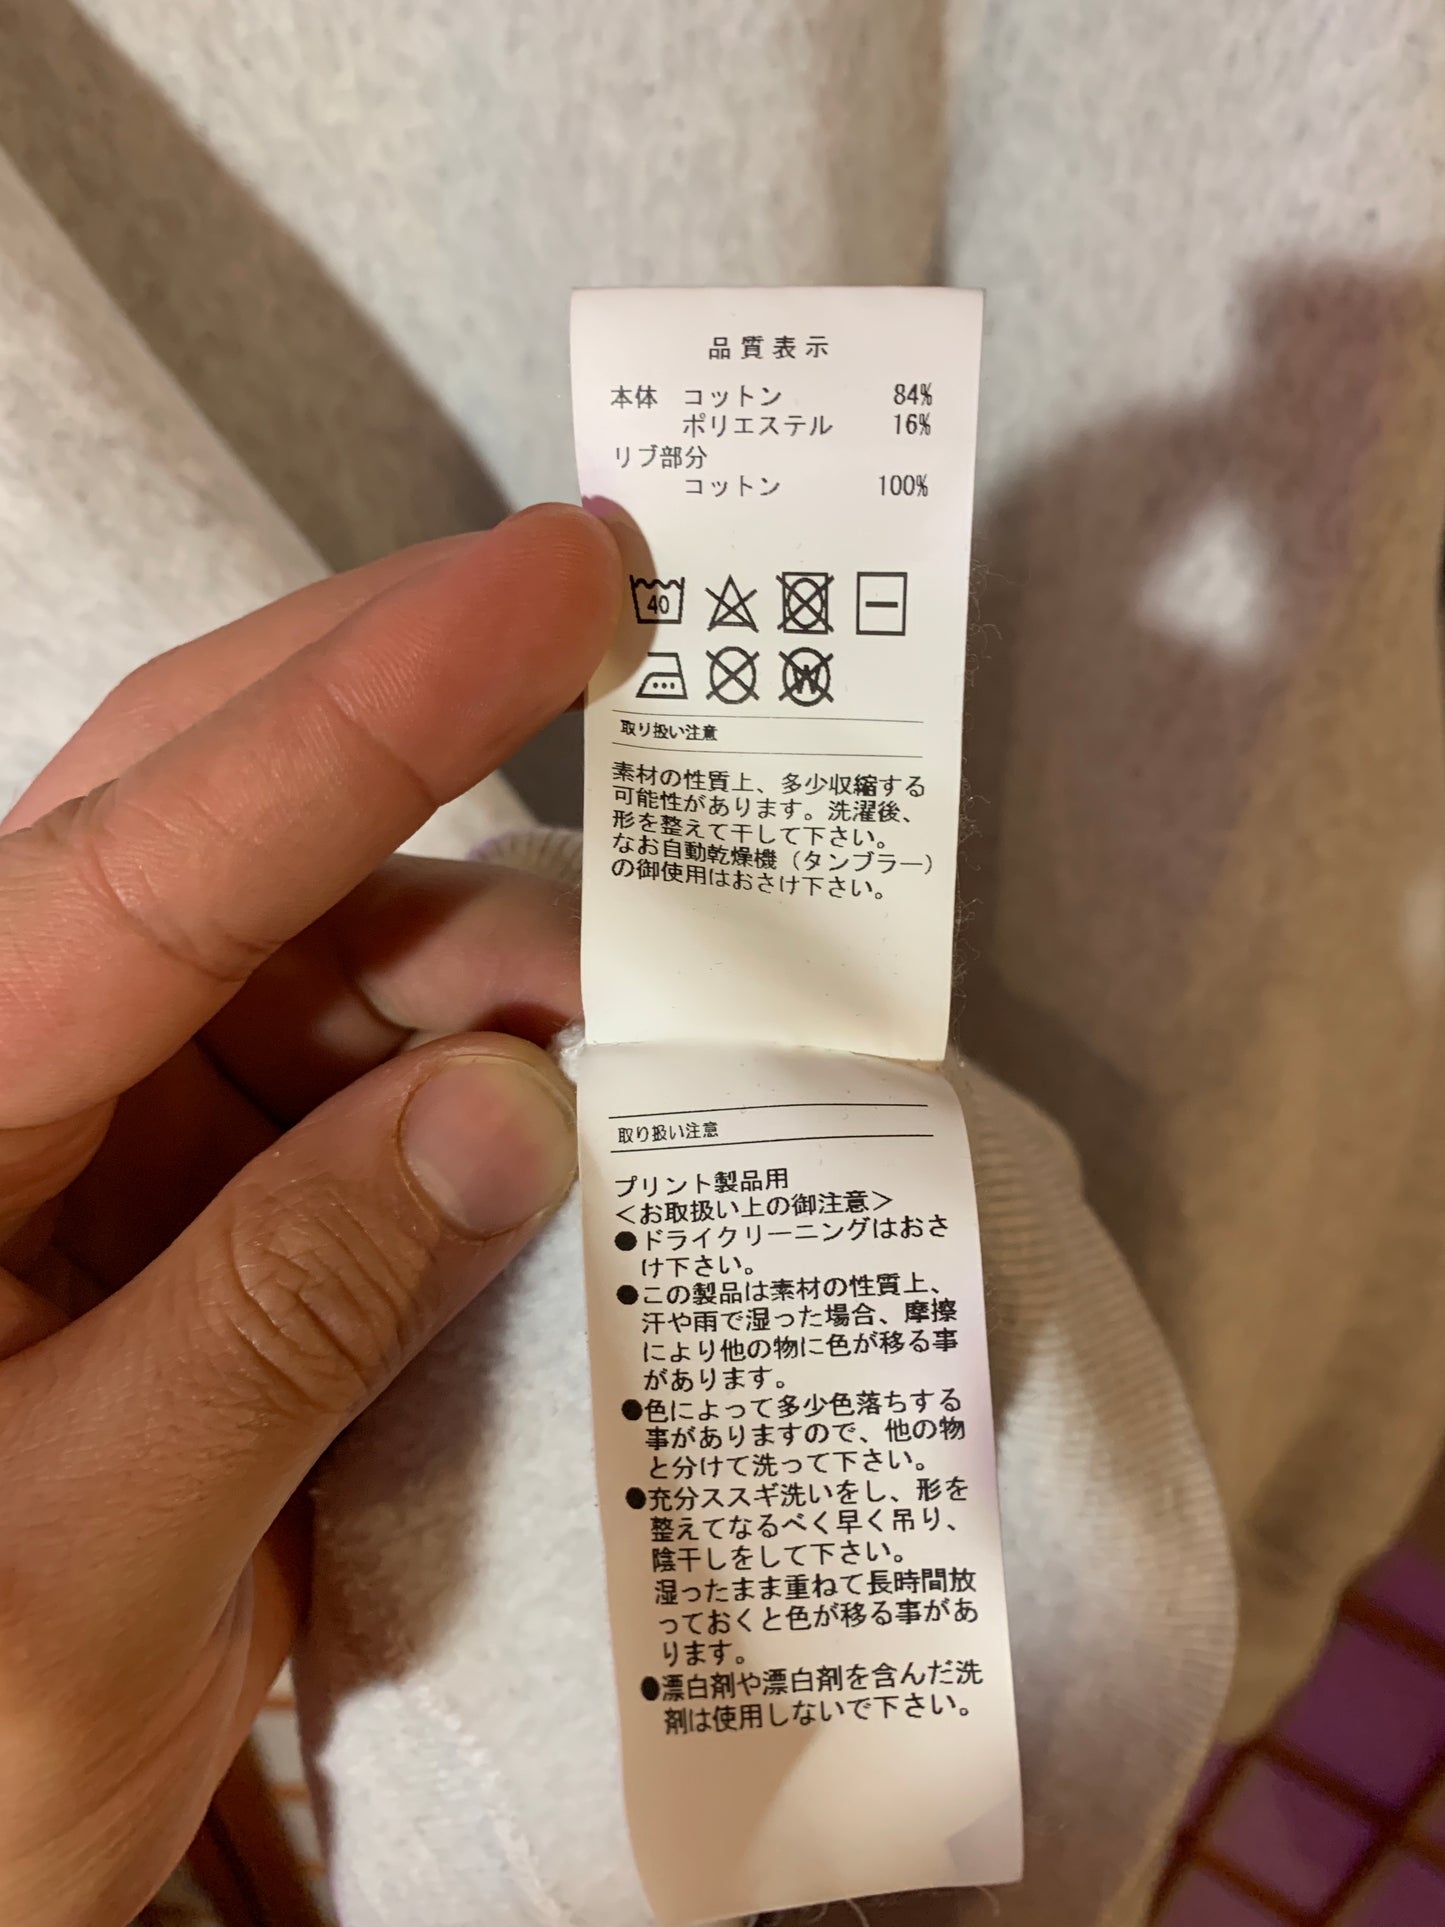 品質表示
本体 コットン 84%
ポリエステル 16%
リブ部分
コットン 100%
40
W
取り扱い注意
素材の性質上、多少収縮する
可能性があります。洗濯後、
形を整えて干して下さい。
なお自動乾燥機（タンブラー）
の御使用はおさけ下さい。
取り扱い注意
プリント製品用
＜お取扱い上の御注意＞
●ドライクリーニングはおさ
け下さい。
●この製品は素材の性質上、
汗や雨で湿った場合、摩擦
により他の物に色が移る事
があります。
●色によって多少色落ちする
事がありますので、他の物
と分けて洗って下さい。
●充分ススギ洗いをし、形を
整えてなるべく早く吊り、
陰干しをして下さい。
湿ったまま重ねて長時間放
っておくと色が移る事があ
ります。
●漂白剤や漂白剤を含んだ洗
剤は使用しないで下さい。